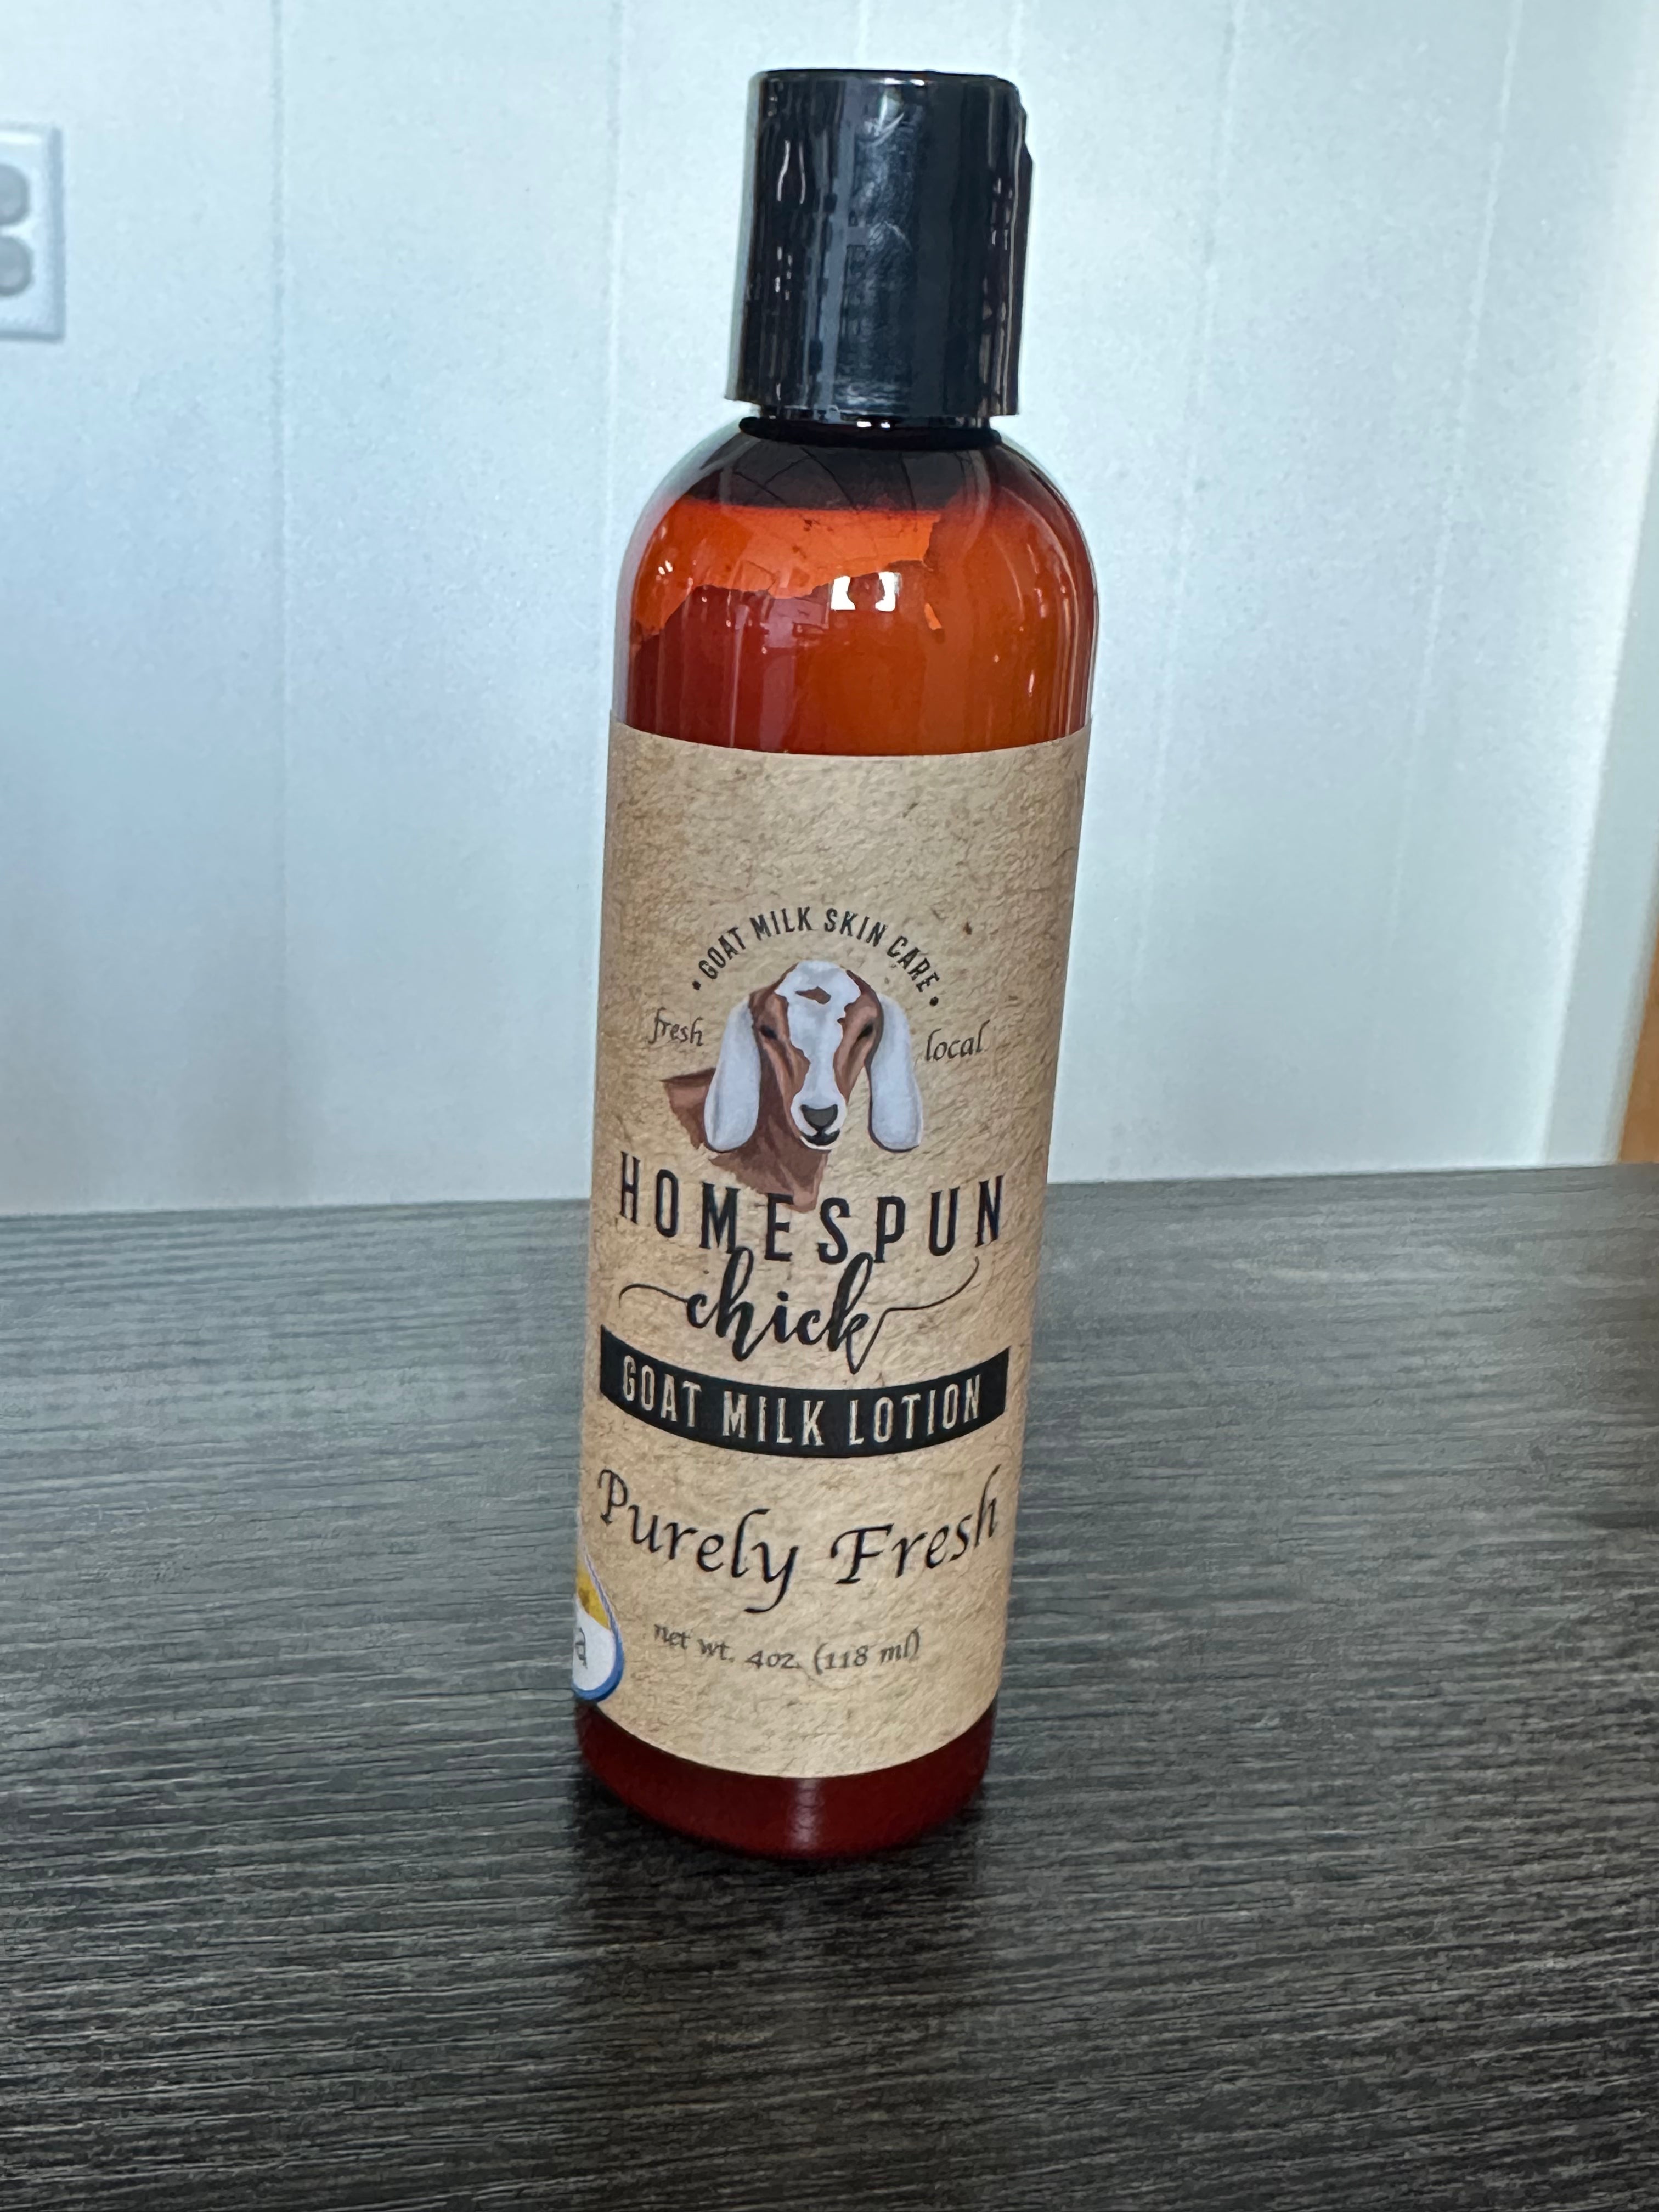 • GOAT MILK SKIN CARE •
fresh local
HOMESPUN
chick
GOAT MILK LOTION
Purely Fresh
net wt. 4oz. (118 ml)